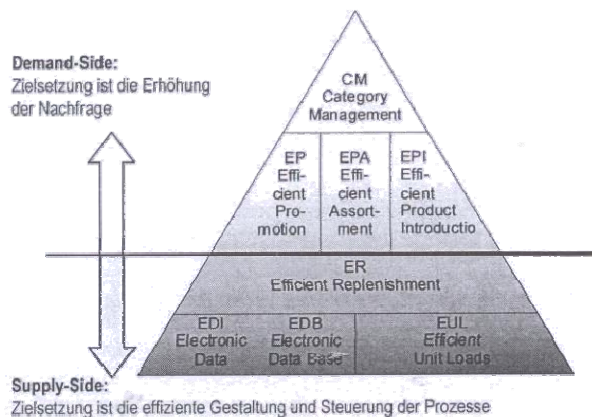 Demand-Side:
Zielsetzung ist die Erhöhung
der Nachfrage
CM
Category
Management
EP
Effi-
cient
Pro-
motion
EPA
Effi-
cient
Assort-
ment
EPI
Effi-
cient
Product
Introductio
ER
Efficient Replenishment
EDI
Electronic
Data
EDB
Electronic
Data Base
EUL
Efficient
Unit Loads
Supply-Side:
Zielsetzung ist die effiziente Gestaltung und Steuerung der Prozesse